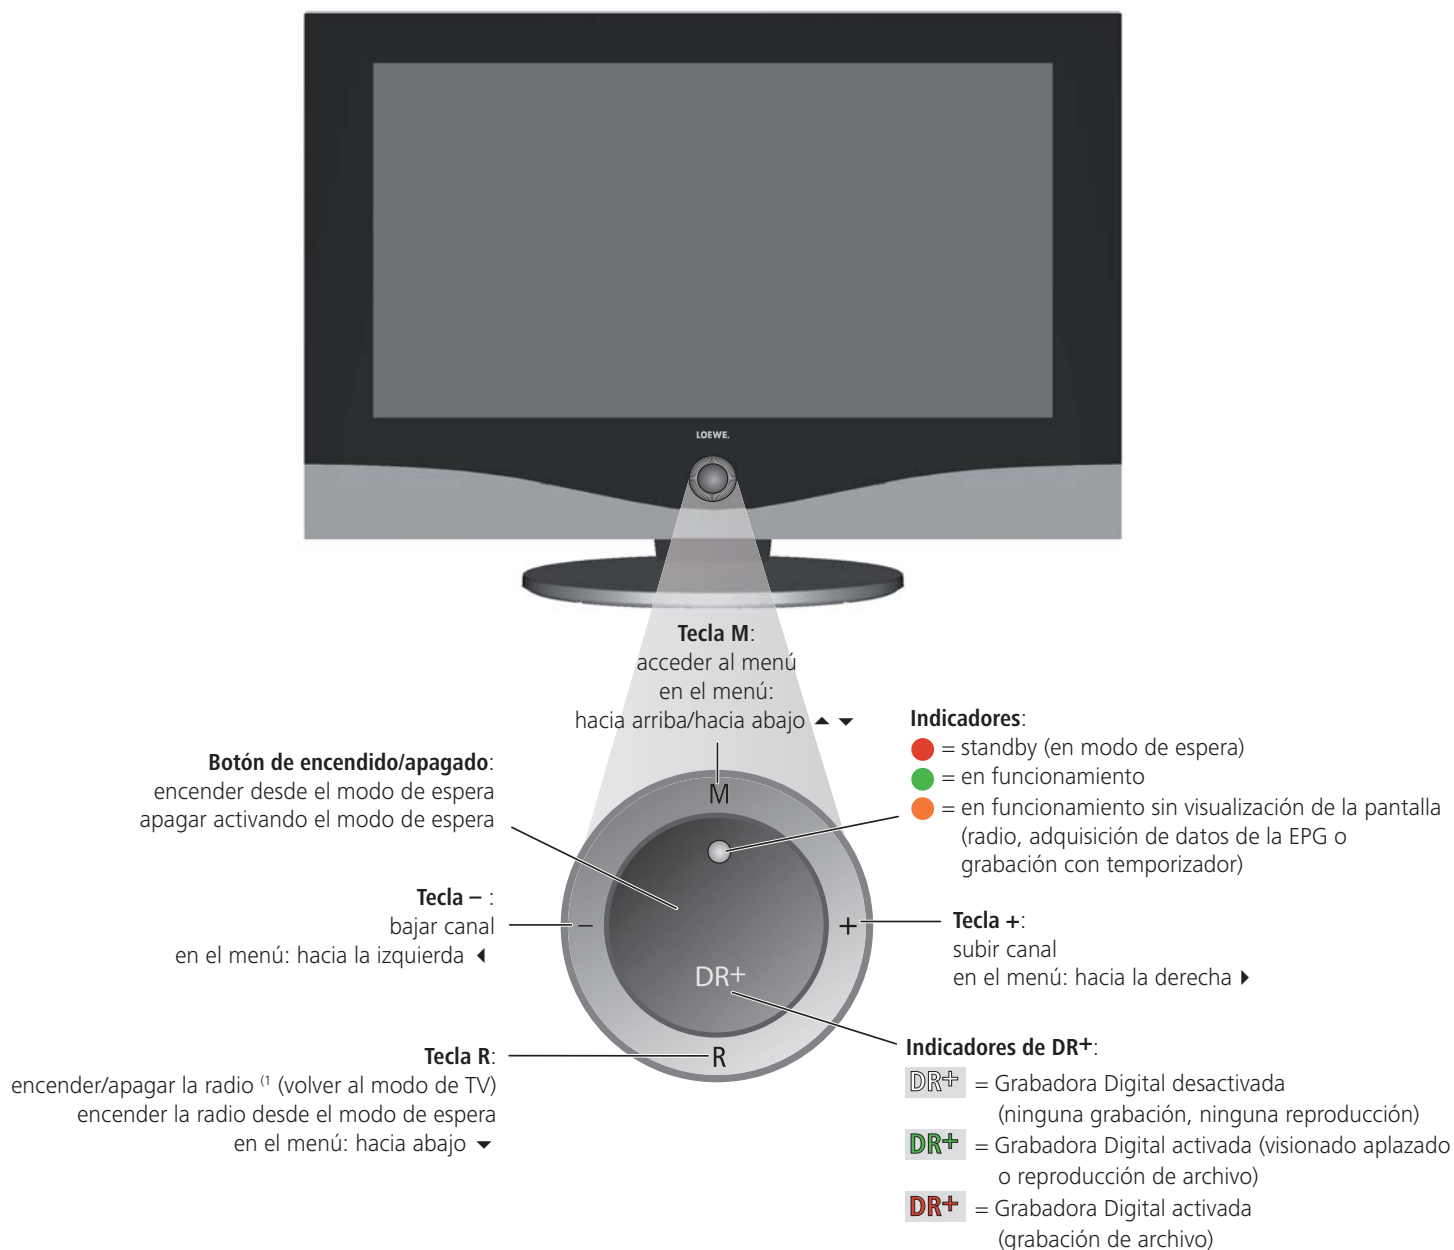 LOEWE.
Tecla M:
acceder al menú
en el menú:
hacia arriba/hacia abajo ▲ ▼
Botón de encendido/apagado:
encender desde el modo de espera
apagar activando el modo de espera
Tecla – :
bajar canal
en el menú: hacia la izquierda ◀
Tecla R:
encender/apagar la radio (1 (volver al modo de TV)
encender la radio desde el modo de espera
en el menú: hacia abajo ▼
M
–
+
DR+
R
Indicadores:
= standby (en modo de espera)
= en funcionamiento
= en funcionamiento sin visualización de la pantalla
(radio, adquisición de datos de la EPG o
grabación con temporizador)
Tecla +:
subir canal
en el menú: hacia la derecha ▶
Indicadores de DR+:
DR+ = Grabadora Digital desactivada
(ninguna grabación, ninguna reproducción)
DR+ = Grabadora Digital activada (visionado aplazado
o reproducción de archivo)
DR+ = Grabadora Digital activada
(grabación de archivo)